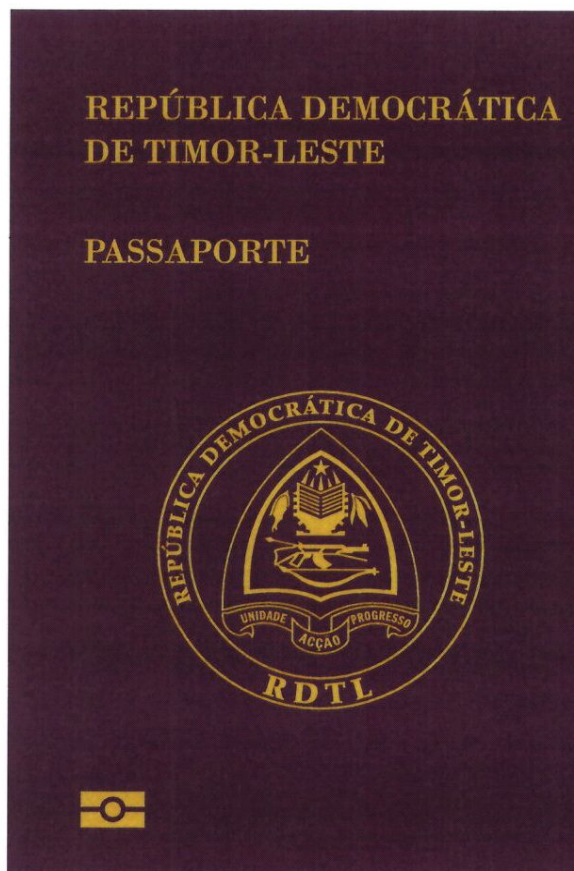 REPÚBLICA DEMOCRÁTICA
DE TIMOR-LESTE
PASSAPORTE
REPÚBLICA DEMOCRÁTICA DE TIMOR-LESTE
UNIDADE ACÇÃO PROGRESSO
RDTL